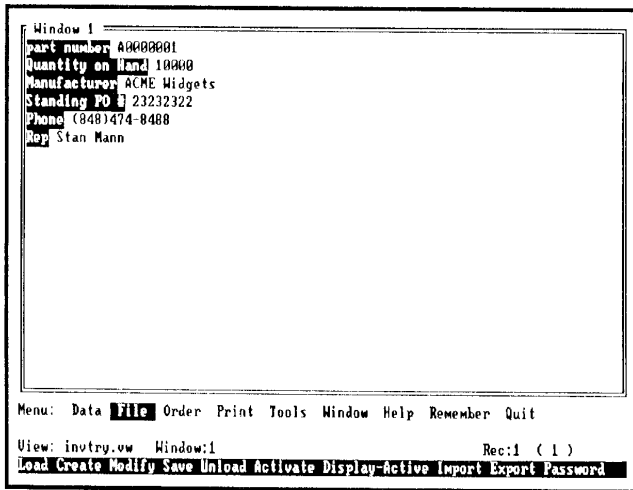 Window 1
part number A0000001
Quantity on Hand 10000
Manufacturer ACME Widgets
Standing PO # 23232322
Phone (848)474-8488
Rep Stan Mann
Menu: Data File Order Print Tools Window Help Remember Quit
View: invtry.vw Window:1 Rec:1 ( 1 )
Load Create Modify Save Unload Activate Display-Active Import Export Password